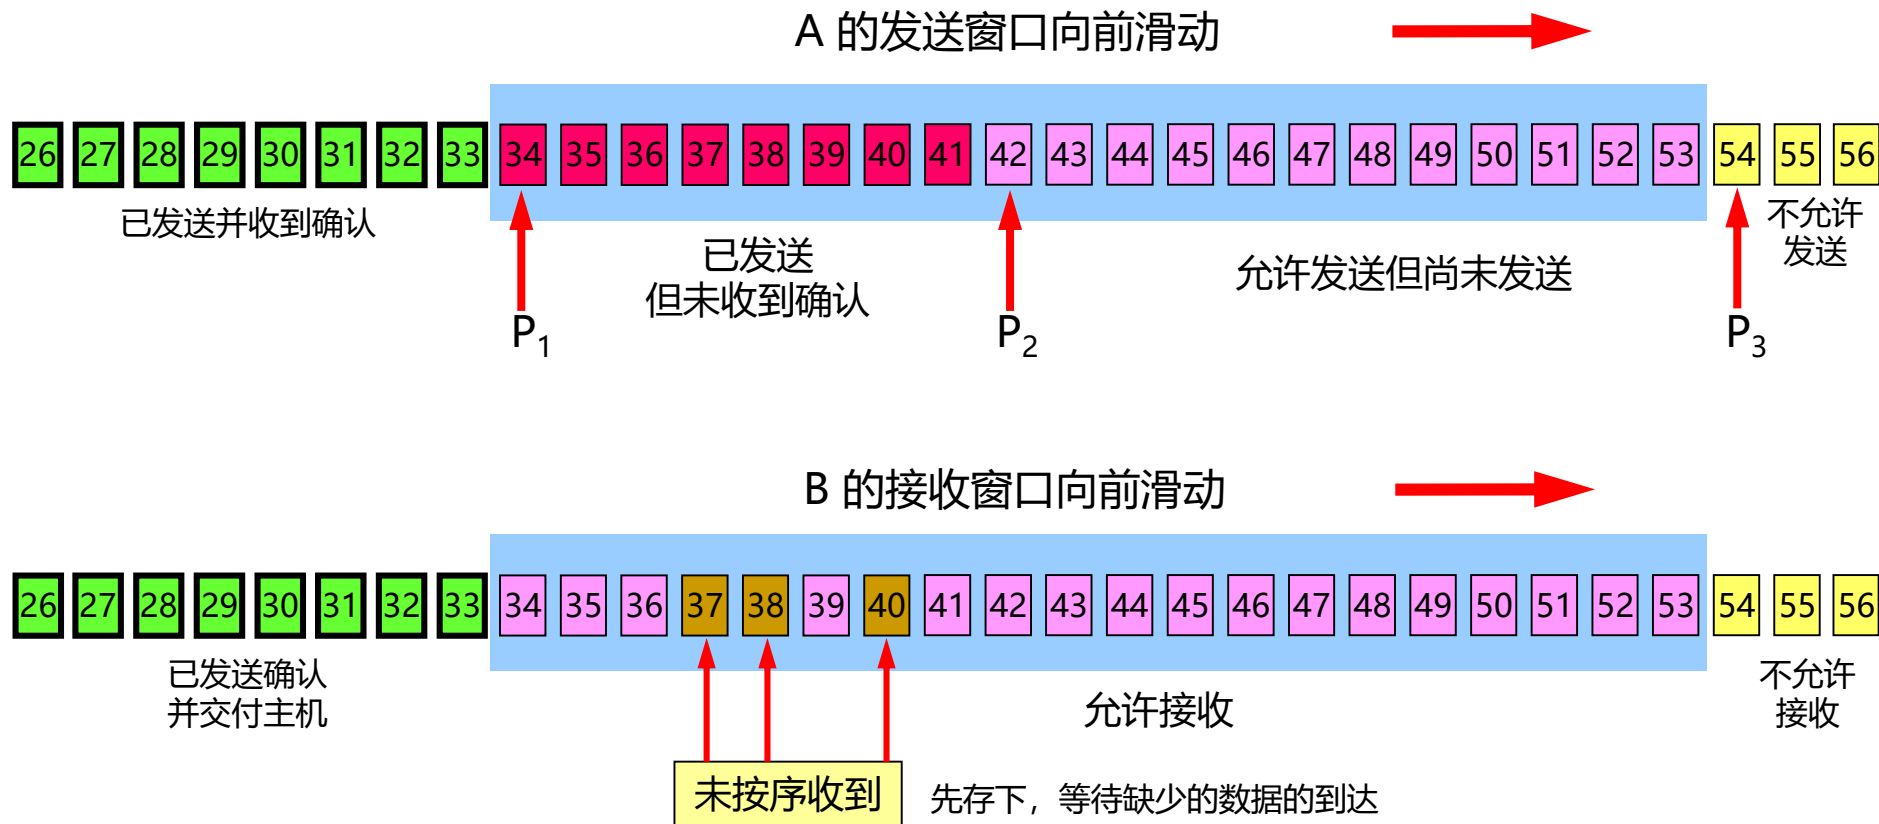 A 的发送窗口向前滑动
26 27 28 29 30 31 32 33 34 35 36 37 38 39 40 41 42 43 44 45 46 47 48 49 50 51 52 53 54 55 56
已发送并收到确认
已发送
但未收到确认
允许发送但尚未发送
不允许
发送
P1
P2
P3
B 的接收窗口向前滑动
26 27 28 29 30 31 32 33 34 35 36 37 38 39 40 41 42 43 44 45 46 47 48 49 50 51 52 53 54 55 56
已发送确认
并交付主机
允许接收
不允许
接收
未按序收到
先存下，等待缺少的数据的到达